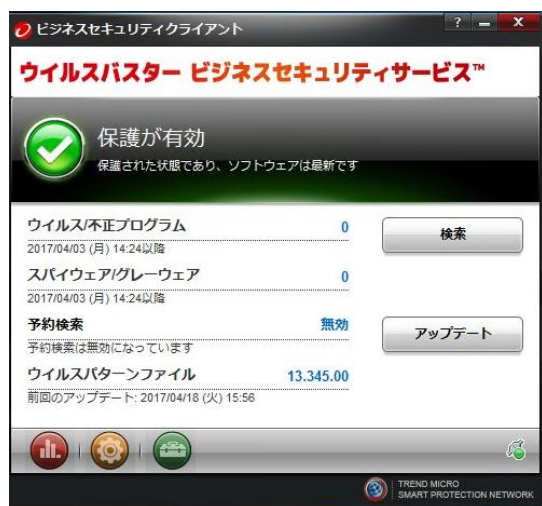 ビジネスセキュリティクライアント
? – X
ウイルスバスター ビジネスセキュリティサービス™
保護が有効
保護された状態であり、ソフトウェアは最新です
ウイルス/不正プログラム 0
2017/04/03 (月) 14:24以降
検索
スパイウェア/グレーウェア 0
2017/04/03 (月) 14:24以降
予約検索 無効
予約検索は無効になっています
アップデート
ウイルスパターンファイル 13.345.00
前回のアップデート: 2017/04/18 (火) 15:56
TREND MICRO
SMART PROTECTION NETWORK